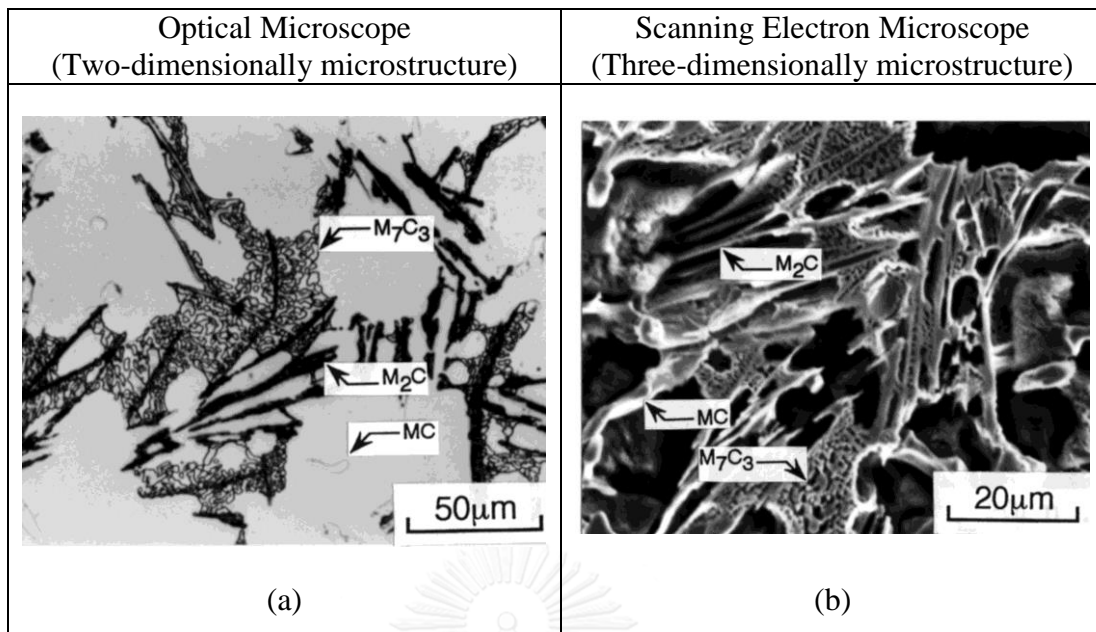 Optical Microscope
(Two-dimensionally microstructure)
Scanning Electron Microscope
(Three-dimensionally microstructure)
M₇C₃
M₂C
MC
50μm
M₂C
MC
M₇C₃
20μm
(a)
(b)